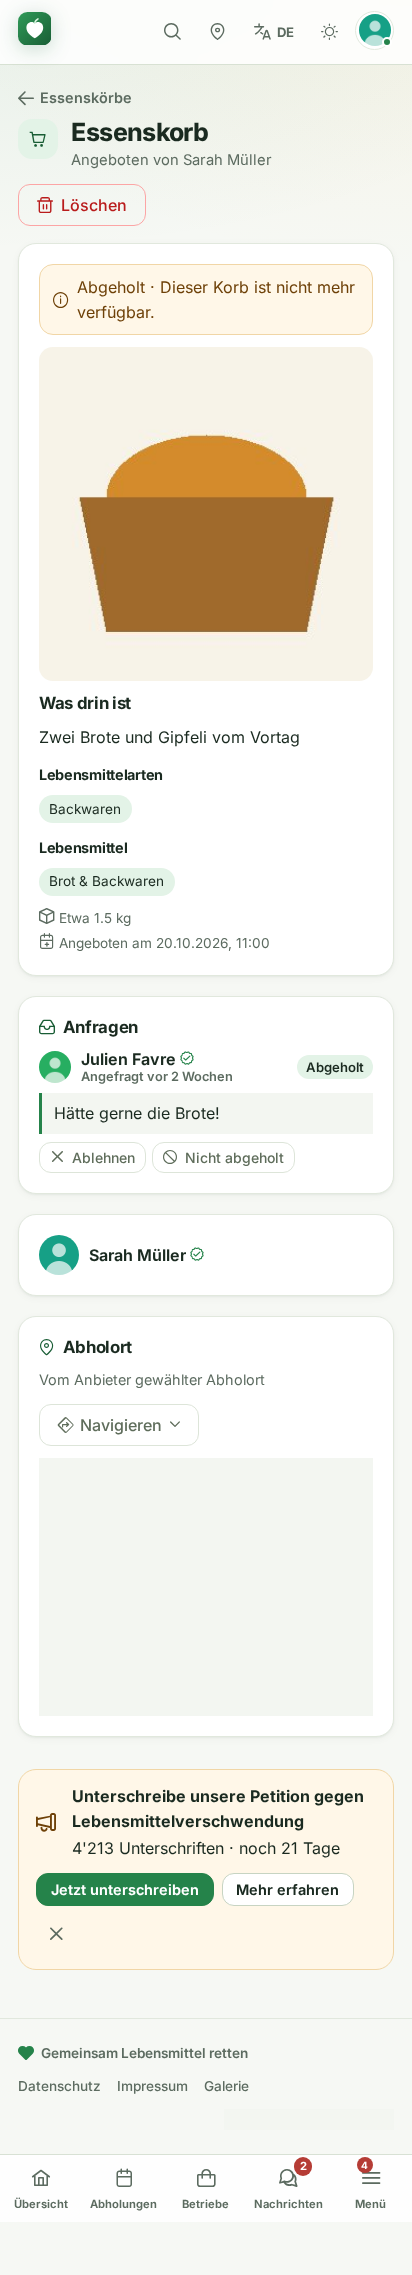 DE
Essenskörbe
Essenskorb
Angeboten von Sarah Müller
Löschen
Abgeholt · Dieser Korb ist nicht mehr
verfügbar.
Was drin ist
Zwei Brote und Gipfeli vom Vortag
Lebensmittelarten
Backwaren
Lebensmittel
Brot & Backwaren
Etwa 1.5 kg
Angeboten am 20.10.2026, 11:00
Anfragen
Julien Favre
Abgeholt
Angefragt vor 2 Wochen
Hätte gerne die Brote!
Ablehnen
Nicht abgeholt
Sarah Müller
Abholort
Vom Anbieter gewählter Abholort
Navigieren
Unterschreibe unsere Petition gegen
Lebensmittelverschwendung
4'213 Unterschriften · noch 21 Tage
Jetzt unterschreiben
Mehr erfahren
Gemeinsam Lebensmittel retten
Datenschutz Impressum Galerie
2
4
Übersicht Abholungen Betriebe Nachrichten Menü